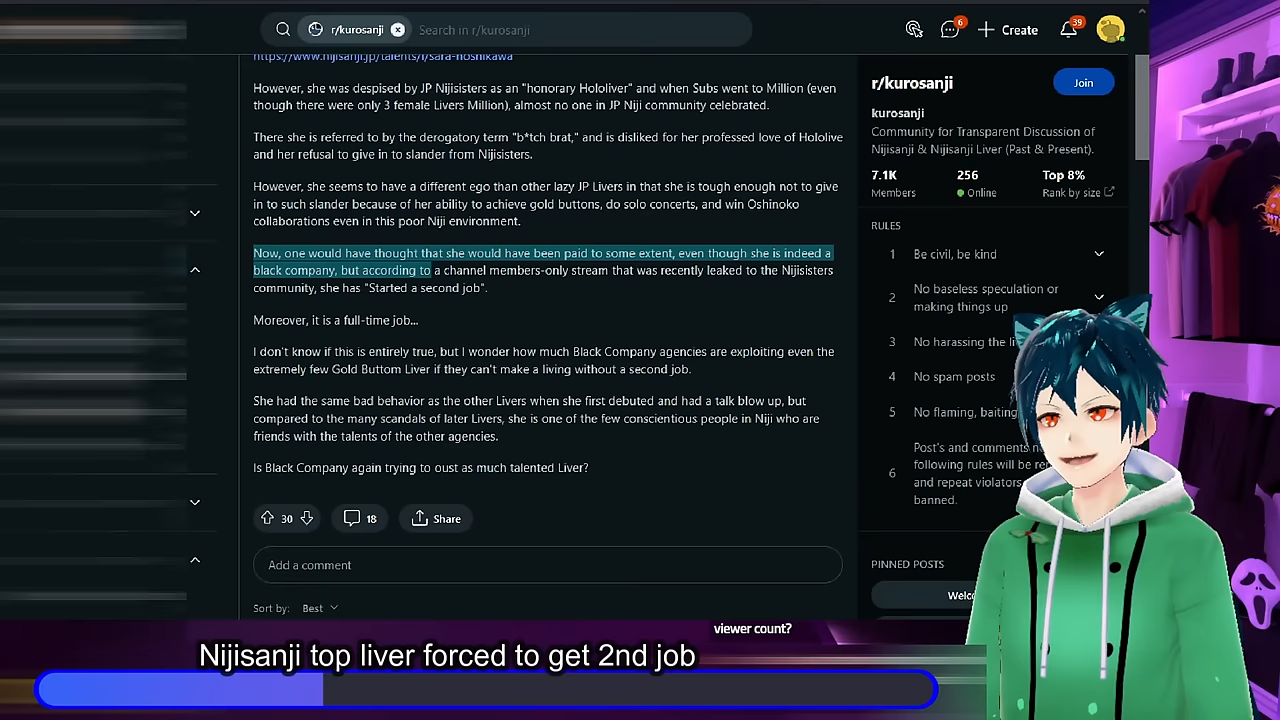 r/kurosanji
Search in r/kurosanji
6
Create
39
https://www.nijisanji.jp/talents/l/sara-hoshikawa
However, she was despised by JP Nijisisters as an "honorary Hololiver" and when Subs went to Million (even
though there were only 3 female Livers Million), almost no one in JP Niji community celebrated.
There she is referred to by the derogatory term "b*tch brat," and is disliked for her professed love of Hololive
and her refusal to give in to slander from Nijisisters.
However, she seems to have a different ego than other lazy JP Livers in that she is tough enough not to give
in to such slander because of her ability to achieve gold buttons, do solo concerts, and win Oshinoko
collaborations even in this poor Niji environment.
Now, one would have thought that she would have been paid to some extent, even though she is indeed a
black company, but according to a channel members-only stream that was recently leaked to the Nijisisters
community, she has "Started a second job".
Moreover, it is a full-time job...
I don't know if this is entirely true, but I wonder how much Black Company agencies are exploiting even the
extremely few Gold Buttom Liver if they can't make a living without a second job.
She had the same bad behavior as the other Livers when she first debuted and had a talk blow up, but
compared to the many scandals of later Livers, she is one of the few conscientious people in Niji who are
friends with the talents of the other agencies.
Is Black Company again trying to oust as much talented Liver?
30
18
Share
Add a comment
Sort by: Best
r/kurosanji
Join
kurosanji
Community for Transparent Discussion of
Nijisanji & Nijisanji Liver (Past & Present).
7.1K
256
Top 8%
Members
Online
Rank by size
RULES
1 Be civil, be kind
2 No baseless speculation or
making things up
3 No harassing the
4 No spam posts
5 No flaming, baiting
6 Post's and comments
following rules will be
and repeat violators
banned.
PINNED POSTS
viewer count?
Nijisanji top liver forced to get 2nd job